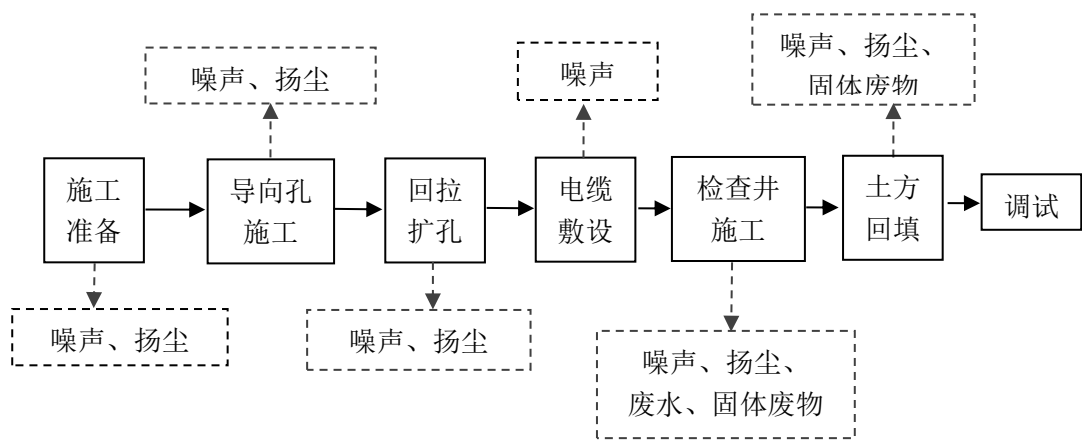 噪声、扬尘、
固体废物
噪声、扬尘
噪声
施工
准备
导向孔
施工
回拉
扩孔
电缆
敷设
检查井
施工
土方
回填
调试
噪声、扬尘
噪声、扬尘
噪声、扬尘、
废水、固体废物